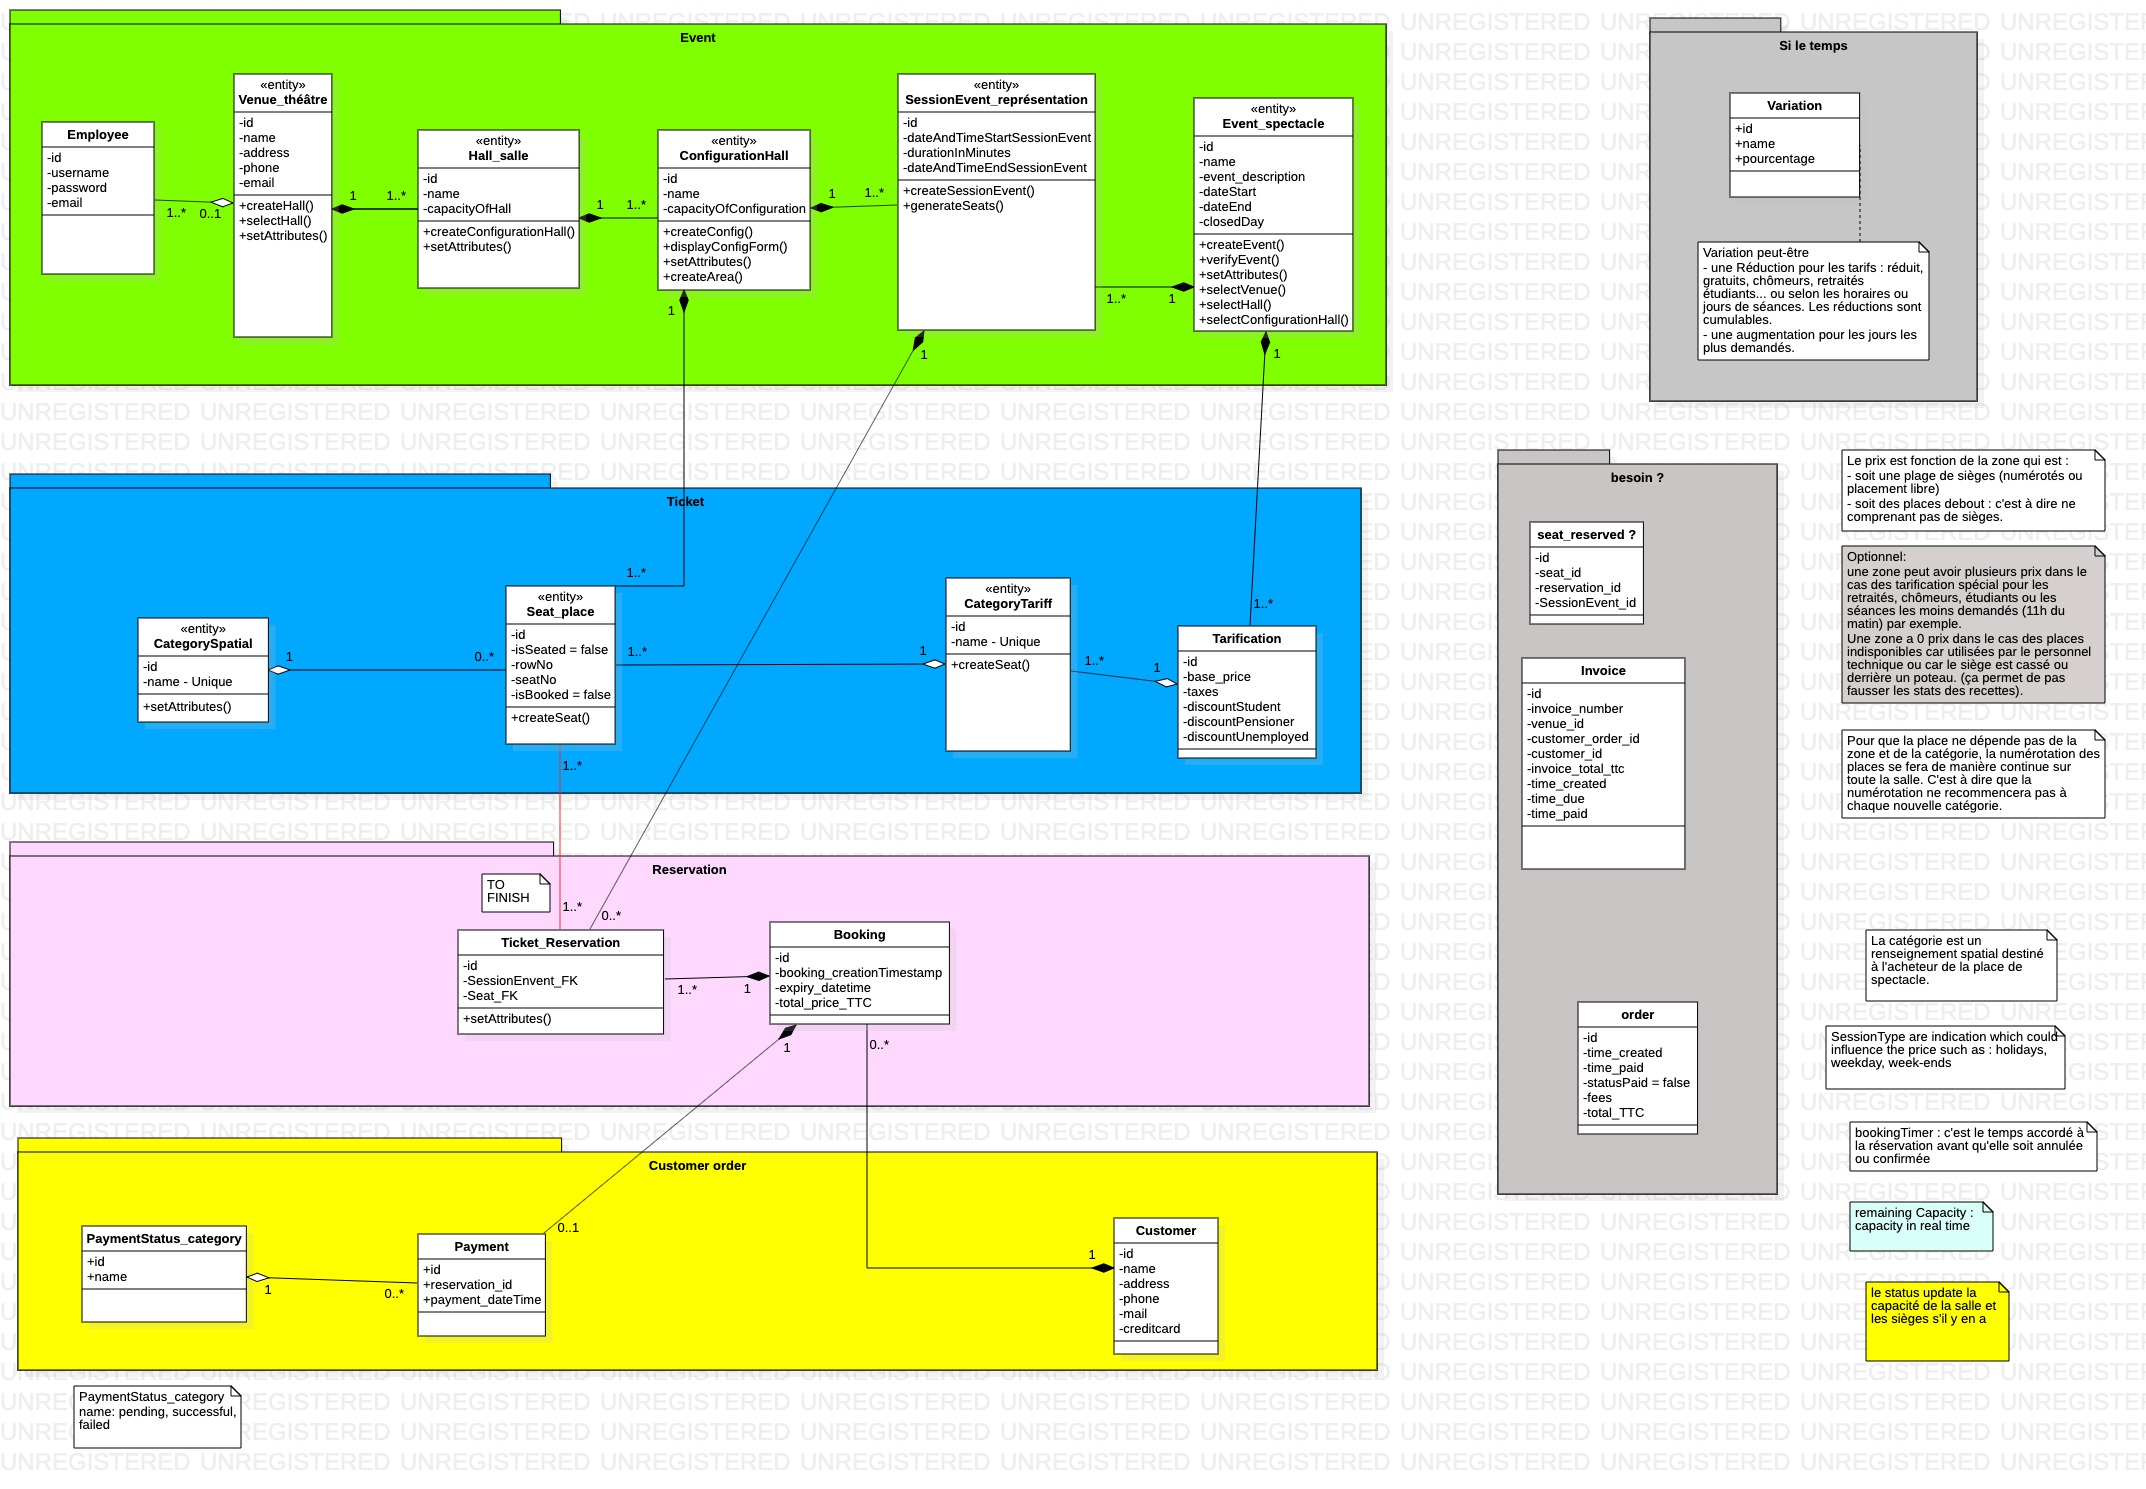 Event
Employee
-id
-username
-password
-email
1..*
0..1
«entity»
Venue_théâtre
-id
-name
-address
-phone
-email
+createHall()
+selectHall()
+setAttributes()
1
1..*
«entity»
Hall_salle
-id
-name
-capacityOfHall
+createConfigurationHall()
+setAttributes()
1
1..*
«entity»
ConfigurationHall
-id
-name
-capacityOfConfiguration
+createConfig()
+displayConfigForm()
+setAttributes()
+createArea()
1
1
1..*
«entity»
SessionEvent_représentation
-id
-dateAndTimeStartSessionEvent
-durationInMinutes
-dateAndTimeEndSessionEvent
+createSessionEvent()
+generateSeats()
1
1..*
1
«entity»
Event_spectacle
-id
-name
-event_description
-dateStart
-dateEnd
-closedDay
+createEvent()
+verifyEvent()
+setAttributes()
+selectVenue()
+selectHall()
+selectConfigurationHall()
1
Si le temps
Variation
+id
+name
+pourcentage
Variation peut-être
- une Réduction pour les tarifs : réduit,
gratuits, chômeurs, retraités
étudiants... ou selon les horaires ou
jours de séances. Les réductions sont
cumulables.
- une augmentation pour les jours les
plus demandés.
Ticket
«entity»
CategorySpatial
-id
-name - Unique
+setAttributes()
1
0..*
1..*
«entity»
Seat_place
-id
-isSeated = false
-rowNo
-seatNo
-isBooked = false
+createSeat()
1..*
1..*
1
«entity»
CategoryTariff
-id
-name - Unique
+createSeat()
1..*
1
1..*
Tarification
-id
-base_price
-taxes
-discountStudent
-discountPensioner
-discountUnemployed
Reservation
TO
FINISH
1..*
0..*
Ticket_Reservation
-id
-SessionEnvent_FK
-Seat_FK
+setAttributes()
1..*
1
Booking
-id
-booking_creationTimestamp
-expiry_datetime
-total_price_TTC
1
0..*
Customer order
PaymentStatus_category
+id
+name
1
0..*
0..1
Payment
+id
+reservation_id
+payment_dateTime
1
Customer
-id
-name
-address
-phone
-mail
-creditcard
PaymentStatus_category
name: pending, successful,
failed
besoin ?
seat_reserved ?
-id
-seat_id
-reservation_id
-SessionEvent_id
Invoice
-id
-invoice_number
-venue_id
-customer_order_id
-customer_id
-invoice_total_ttc
-time_created
-time_due
-time_paid
order
-id
-time_created
-time_paid
-statusPaid = false
-fees
-total_TTC
Le prix est fonction de la zone qui est :
- soit une plage de sièges (numérotés ou
placement libre)
- soit des places debout : c'est à dire ne
comprenant pas de sièges.
Optionnel:
une zone peut avoir plusieurs prix dans le
cas des tarification spécial pour les
retraités, chômeurs, étudiants ou les
séances les moins demandés (11h du
matin) par exemple.
Une zone a 0 prix dans le cas des places
indisponibles car utilisées par le personnel
technique ou car le siège est cassé ou
derrière un poteau. (ça permet de pas
fausser les stats des recettes).
Pour que la place ne dépende pas de la
zone et de la catégorie, la numérotation des
places se fera de manière continue sur
toute la salle. C'est à dire que la
numérotation ne recommencera pas à
chaque nouvelle catégorie.
La catégorie est un
renseignement spatial destiné
à l'acheteur de la place de
spectacle.
SessionType are indication which could
influence the price such as : holidays,
weekday, week-ends
bookingTimer : c'est le temps accordé à
la réservation avant qu'elle soit annulée
ou confirmée
remaining Capacity :
capacity in real time
le status update la
capacité de la salle et
les sièges s'il y en a
UNREGISTERED